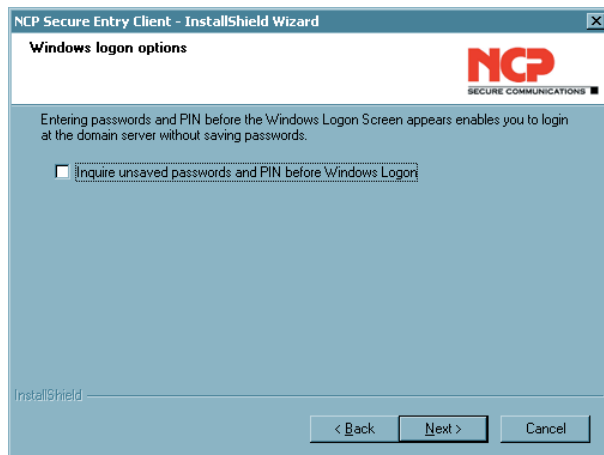 NCP Secure Entry Client - InstallShield Wizard
Windows logon options
NCP
SECURE COMMUNICATIONS
Entering passwords and PIN before the Windows Logon Screen appears enables you to login
at the domain server without saving passwords.
Inquire unsaved passwords and PIN before Windows Logon
InstallShield
< Back
Next >
Cancel